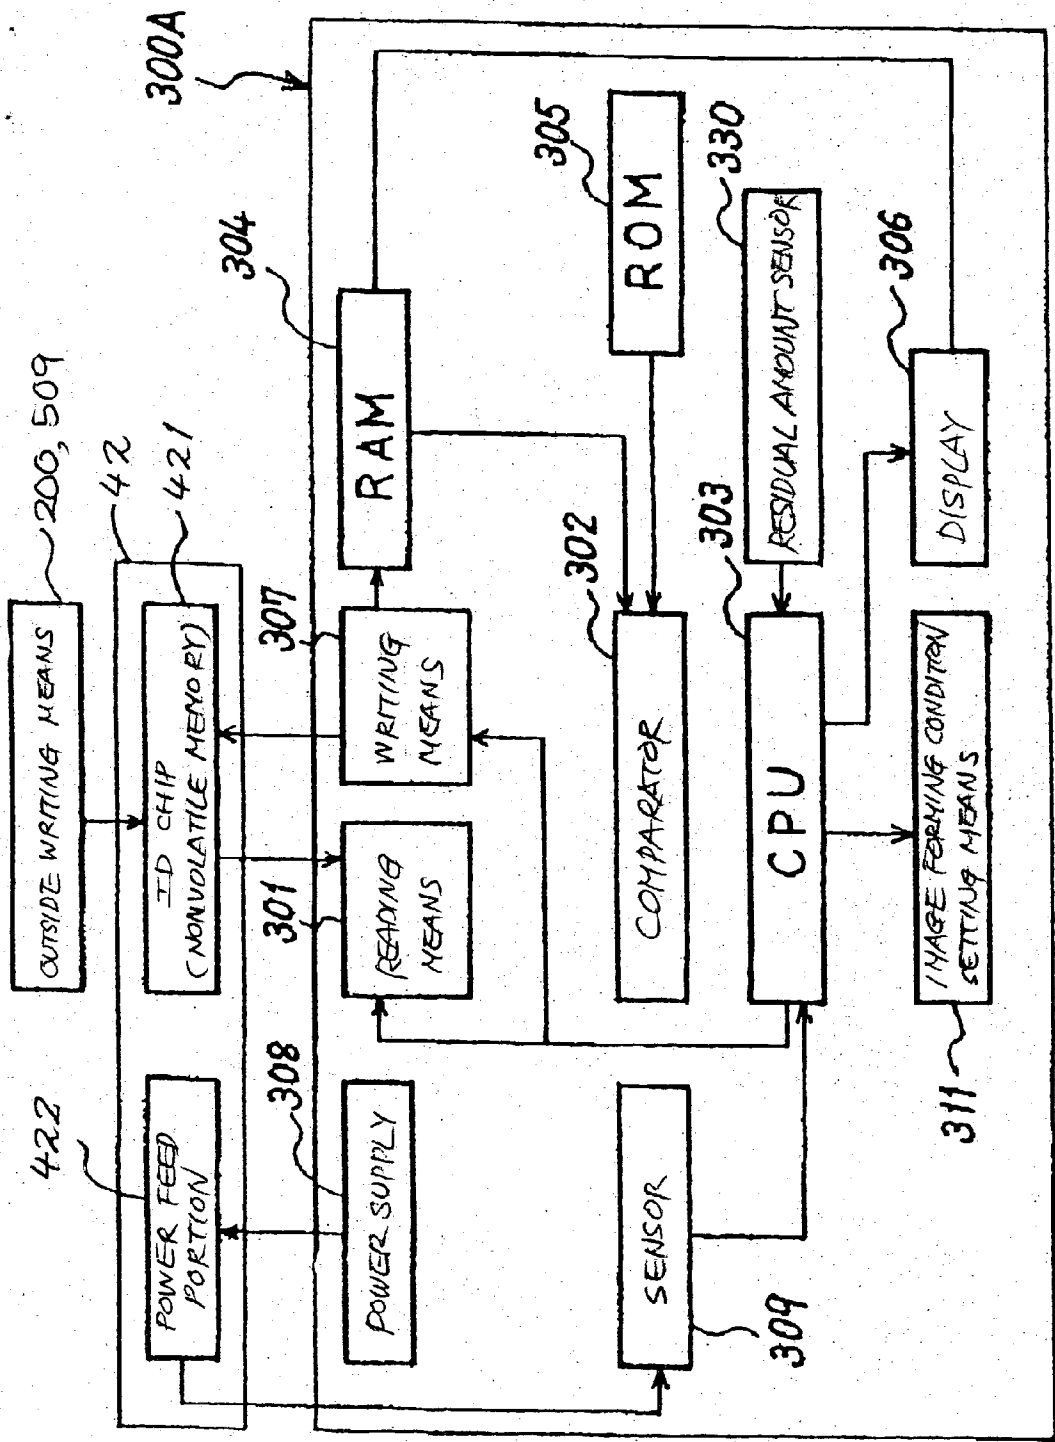 OUTSIDE WRITING MEANS
200, 509
422
42
300A
POWER FEED
PORTION
ID CHIP
(NONVOLATILE MEMORY)
421
308
301
307
304
POWER SUPPLY
READING
MEANS
WRITING
MEANS
RAM
305
302
ROM
SENSOR
COMPARATOR
309
303
330
CPU
RESIDUAL AMOUNT SENSOR
306
311
IMAGE FORMING CONDITON
SETTING MEANS
DISPLAY